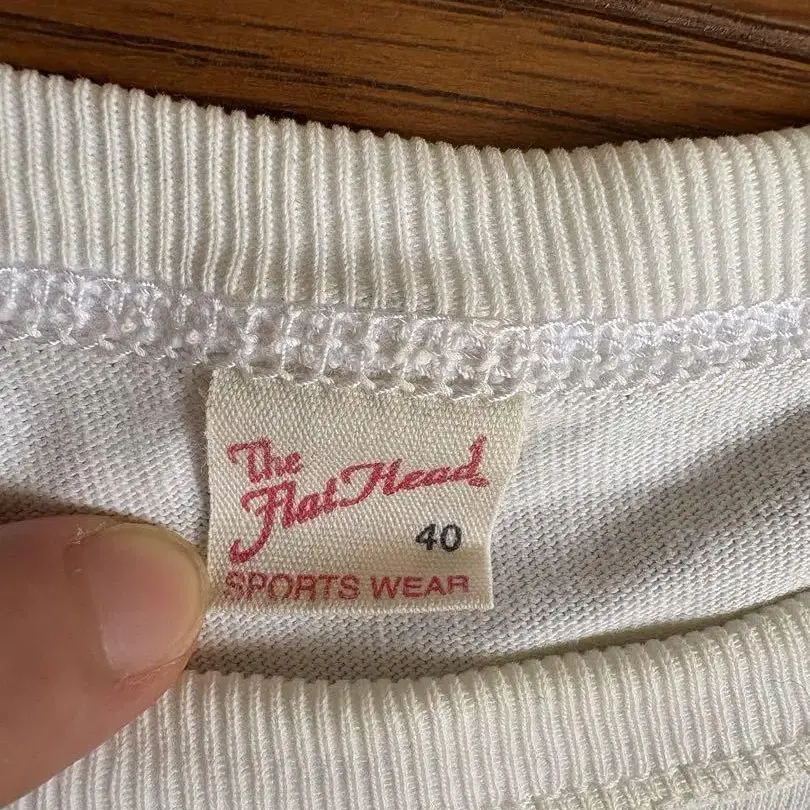 The
Flat Head
40
SPORTS WEAR